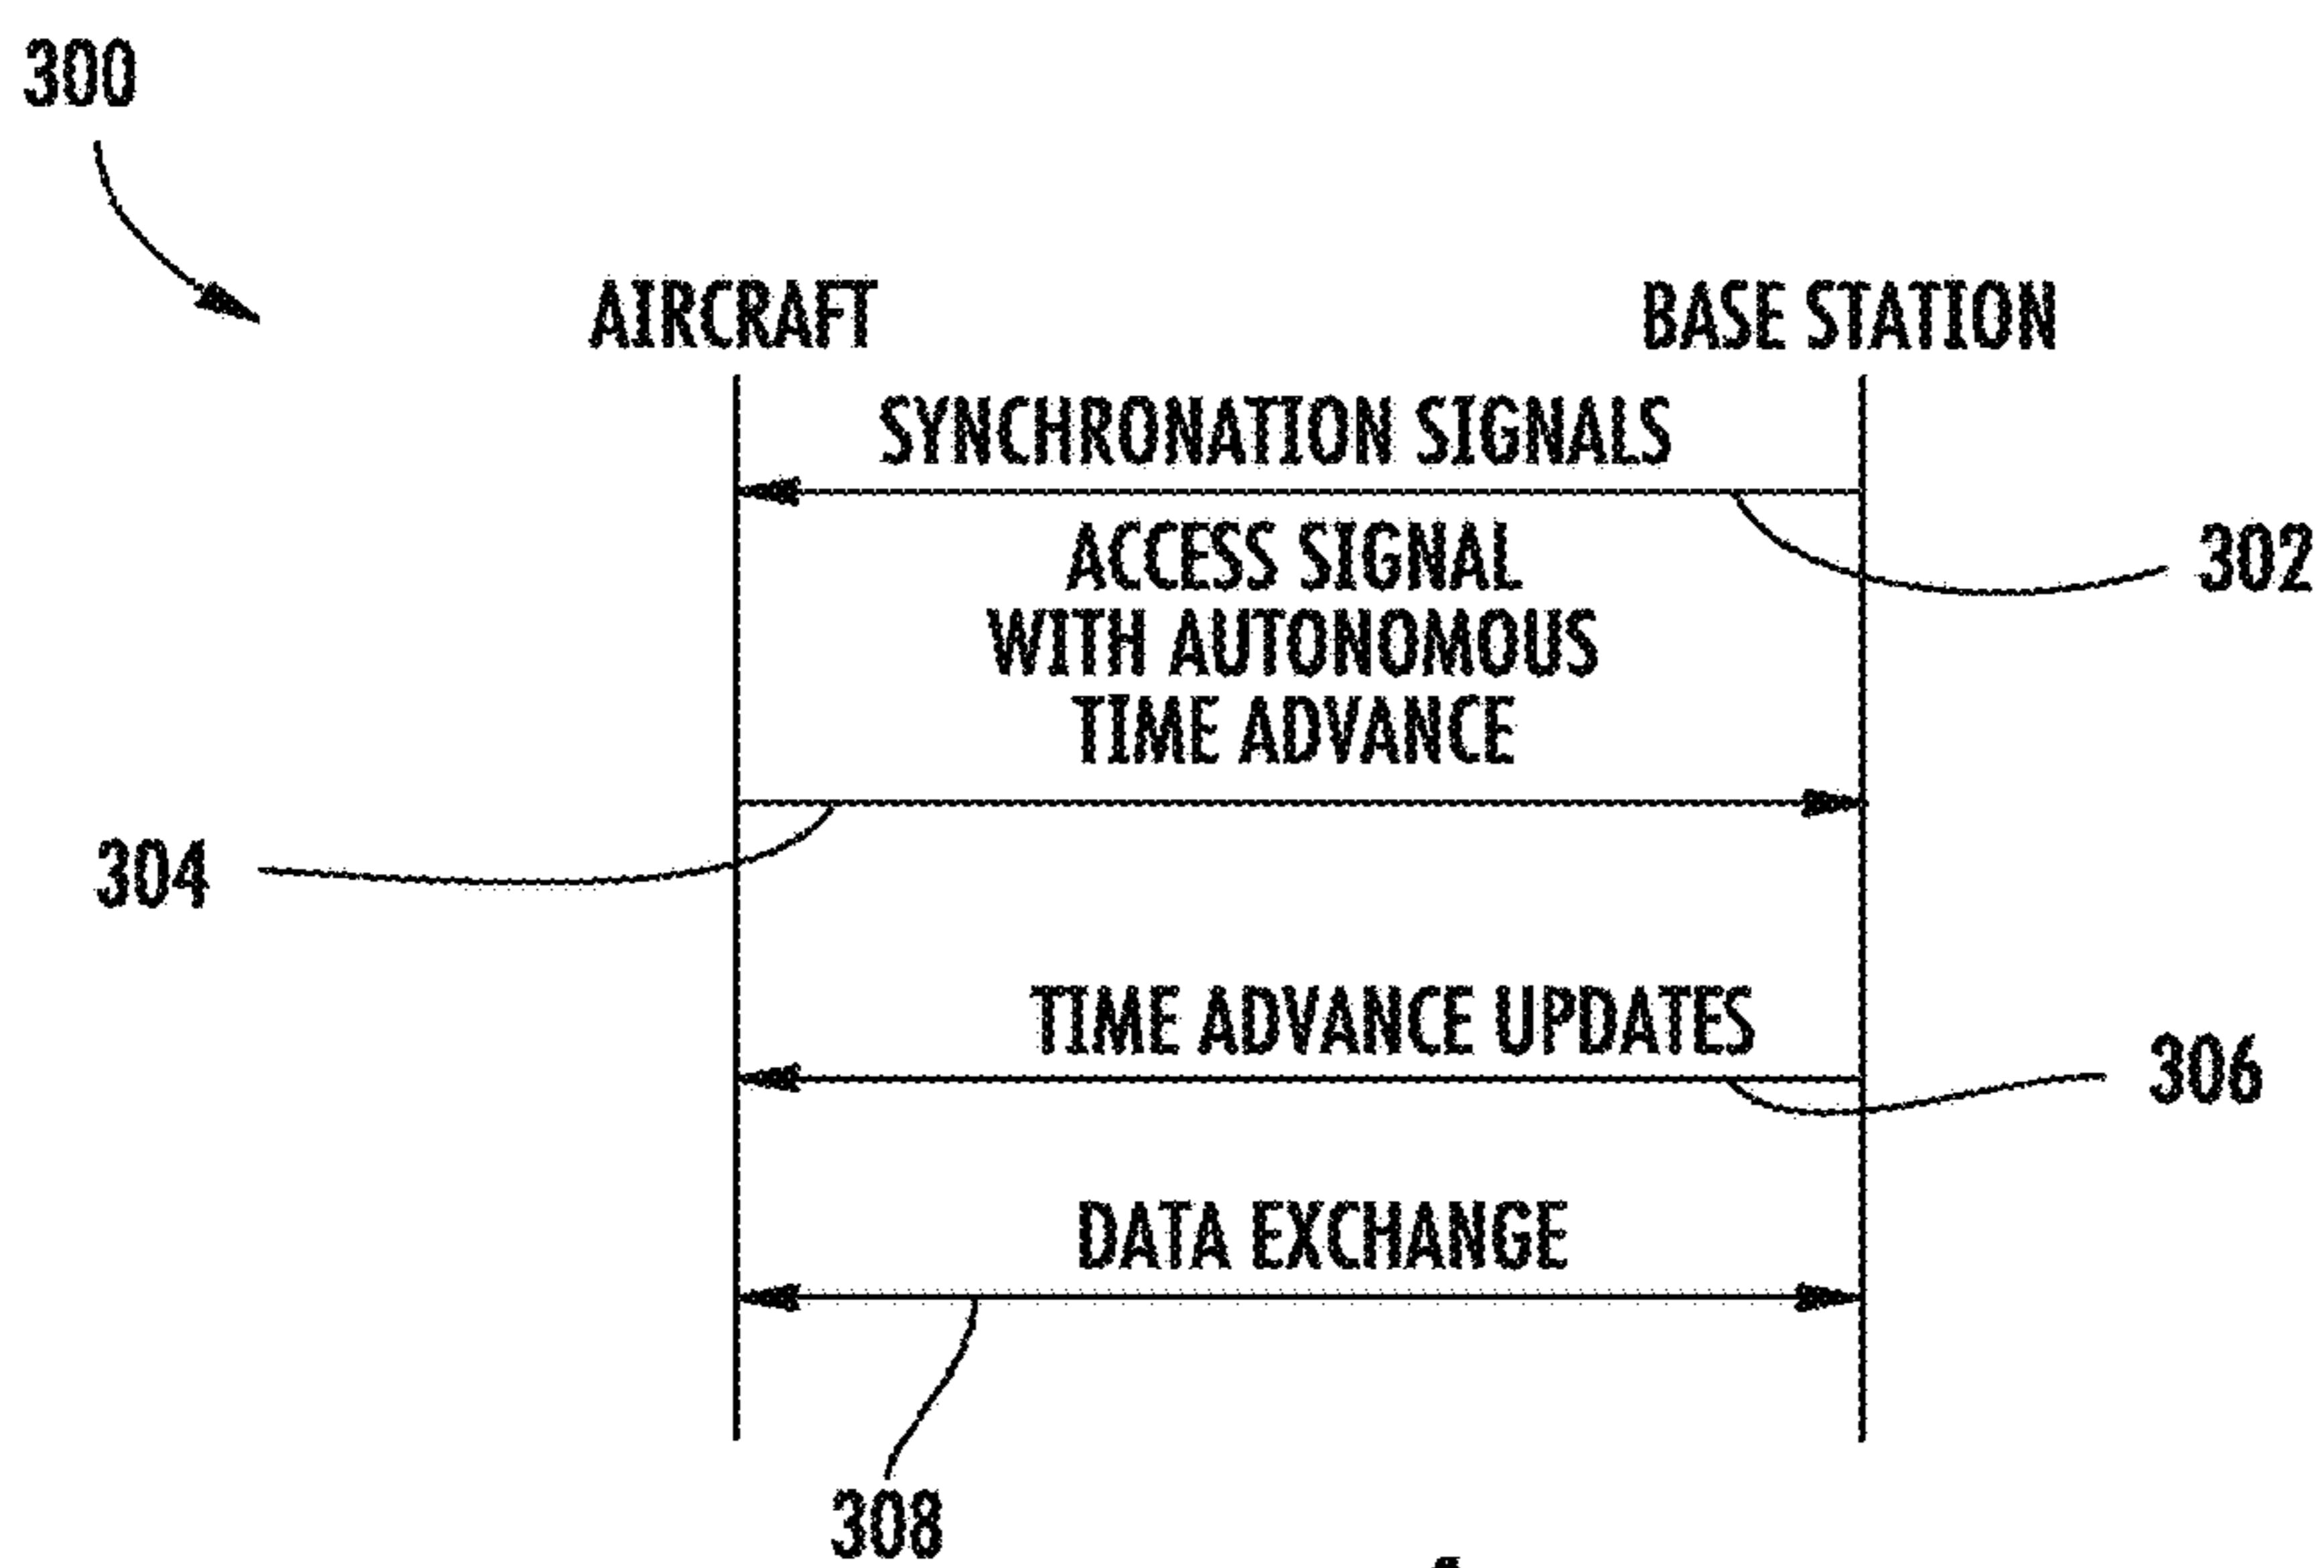 300
AIRCRAFT
BASE STATION
SYNCHRONATION SIGNALS
302
ACCESS SIGNAL
WITH AUTONOMOUS
TIME ADVANCE
304
TIME ADVANCE UPDATES
306
DATA EXCHANGE
308